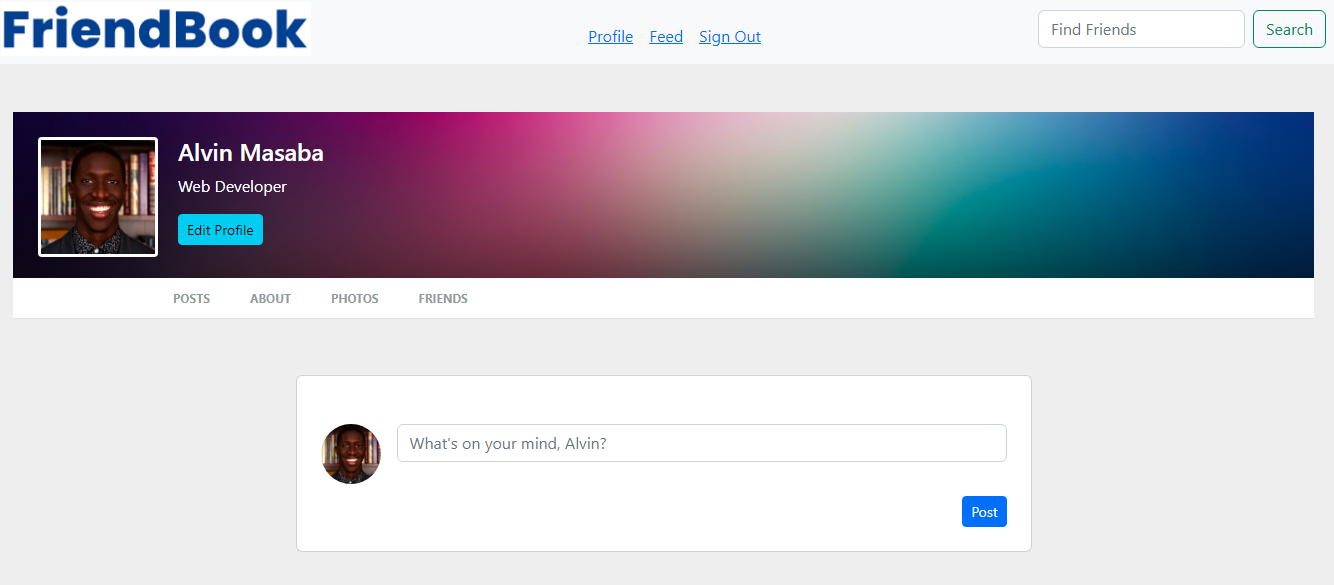 FriendBook
Profile Feed Sign Out
Find Friends
Search
Alvin Masaba
Web Developer
Edit Profile
POSTS ABOUT PHOTOS FRIENDS
What's on your mind, Alvin?
Post